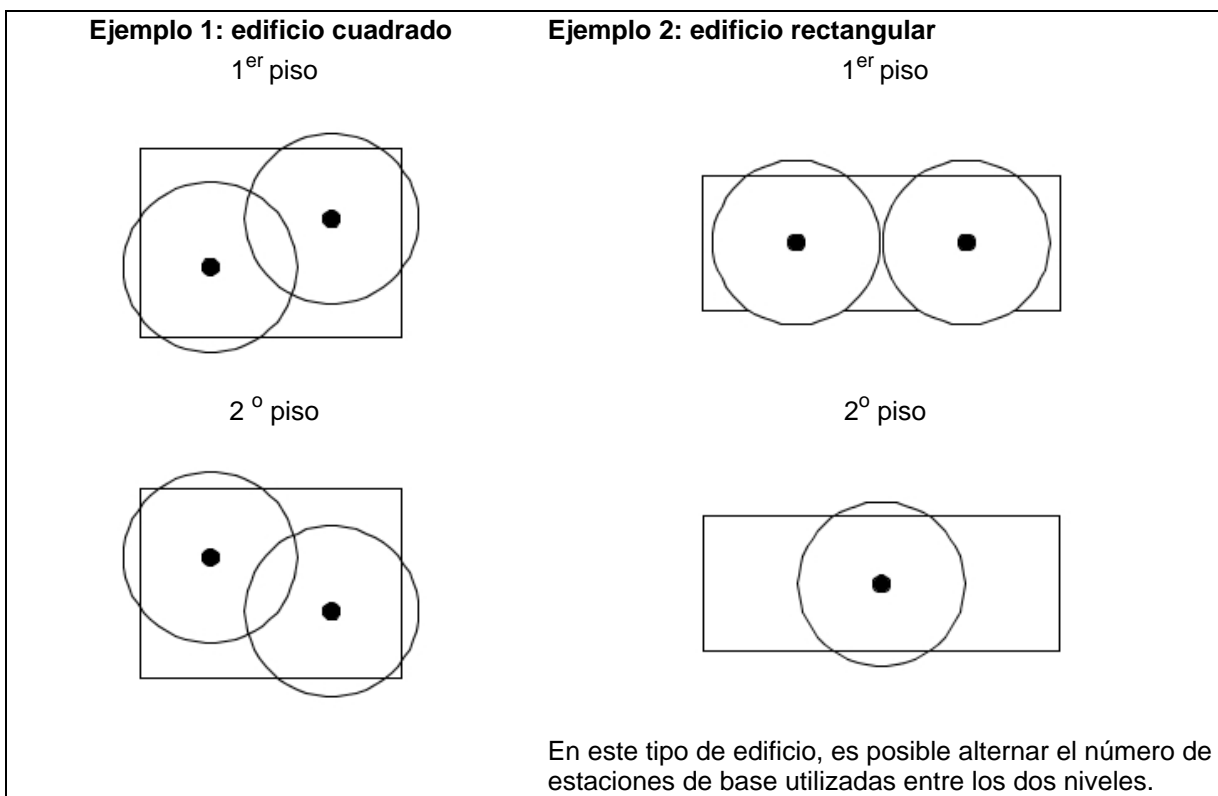 Ejemplo 1: edificio cuadrado
1er piso
2 º piso
Ejemplo 2: edificio rectangular
1er piso
2º piso
En este tipo de edificio, es posible alternar el número de
estaciones de base utilizadas entre los dos niveles.